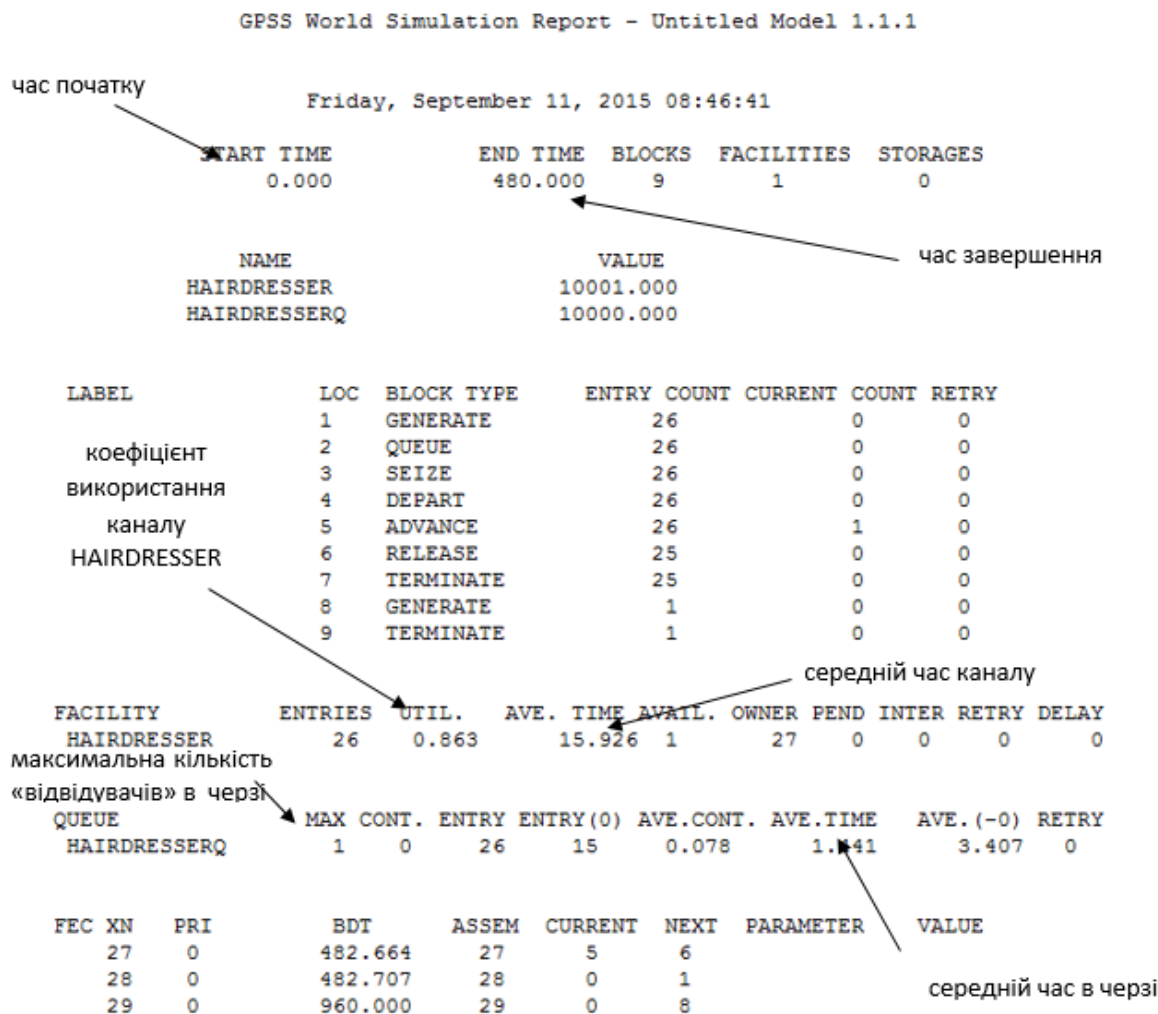 GPSS World Simulation Report - Untitled Model 1.1.1
час початку
Friday, September 11, 2015 08:46:41
START TIME END TIME BLOCKS FACILITIES STORAGES
0.000 480.000 9 1 0
час завершення
NAME VALUE
HAIRDRESSER 10001.000
HAIRDRESSERQ 10000.000
LABEL LOC BLOCK TYPE ENTRY COUNT CURRENT COUNT RETRY
1 GENERATE 26 0 0
2 QUEUE 26 0 0
3 SEIZE 26 0 0
4 DEPART 26 0 0
5 ADVANCE 26 1 0
6 RELEASE 25 0 0
7 TERMINATE 25 0 0
8 GENERATE 1 0 0
9 TERMINATE 1 0 0
коефіцієнт
використання
каналу
HAIRDRESSER
середній час каналу
FACILITY ENTRIES UTIL. AVE. TIME AVAIL. OWNER PEND INTER RETRY DELAY
HAIRDRESSER 26 0.863 15.926 1 27 0 0 0 0
максимальна кількість
«відвідувачів» в черзі
QUEUE MAX CONT. ENTRY ENTRY(0) AVE.CONT. AVE.TIME AVE.(-0) RETRY
HAIRDRESSERQ 1 0 26 15 0.078 1.441 3.407 0
FEC XN PRI BDT ASSEM CURRENT NEXT PARAMETER VALUE
27 0 482.664 27 5 6
28 0 482.707 28 0 1
29 0 960.000 29 0 8
середній час в черзі